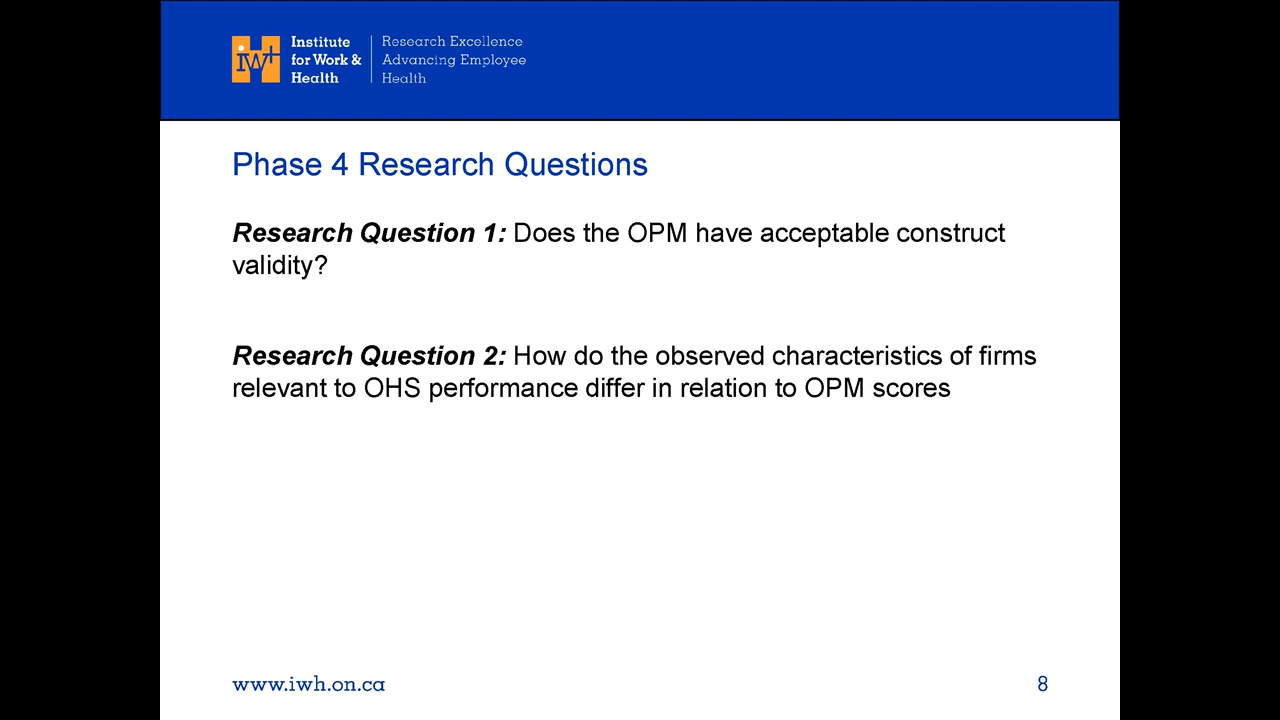 iw+
Institute
for Work &
Health
Research Excellence
Advancing Employee
Health
Phase 4 Research Questions
Research Question 1: Does the OPM have acceptable construct
validity?
Research Question 2: How do the observed characteristics of firms
relevant to OHS performance differ in relation to OPM scores
www.iwh.on.ca
8